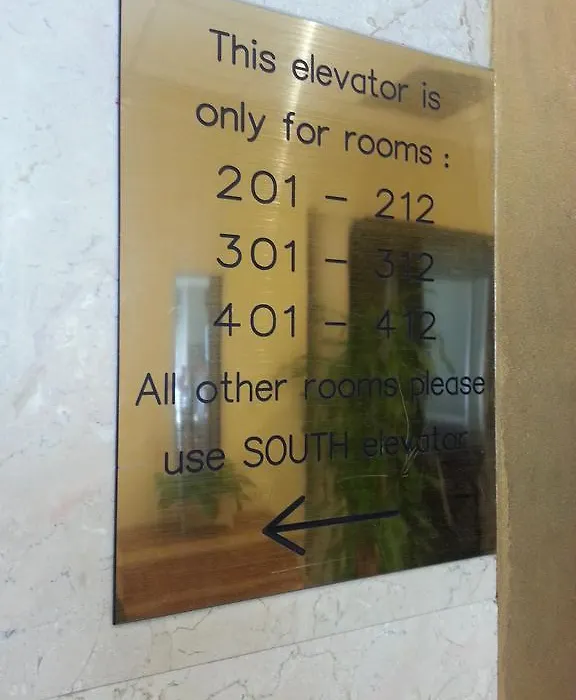 This elevator is
only for rooms :
201 - 212
301 - 312
401 - 412
All other rooms please
use SOUTH elevator